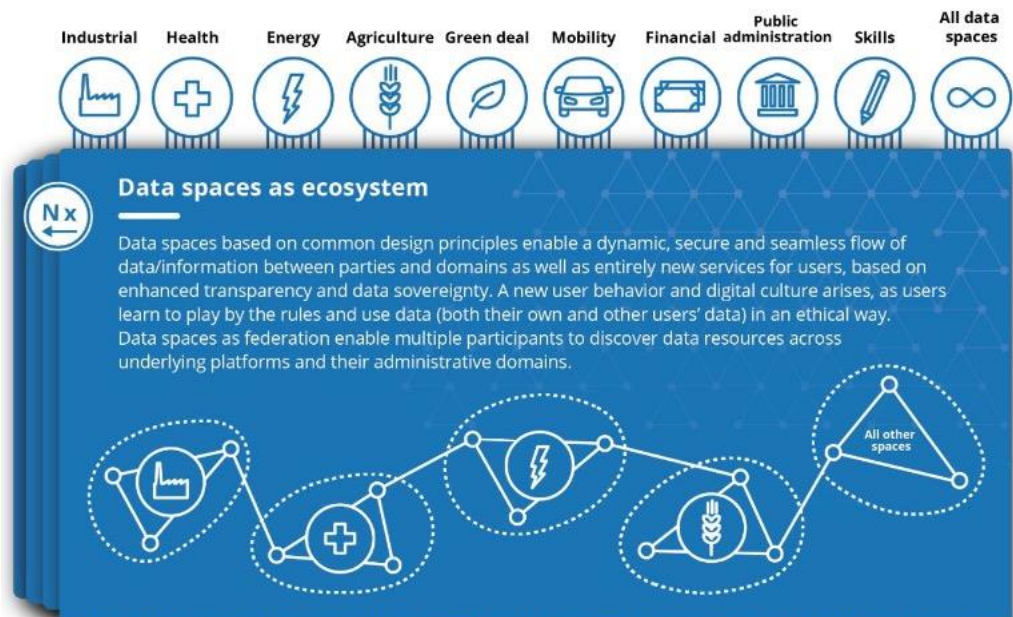 Industrial
Health
Energy
Agriculture
Green deal
Mobility
Financial
Public
administration
Skills
All data
spaces
Nx
Data spaces as ecosystem
Data spaces based on common design principles enable a dynamic, secure and seamless flow of
data/information between parties and domains as well as entirely new services for users, based on
enhanced transparency and data sovereignty. A new user behavior and digital culture arises, as users
learn to play by the rules and use data (both their own and other users’ data) in an ethical way.
Data spaces as federation enable multiple participants to discover data resources across
underlying platforms and their administrative domains.
All other
spaces